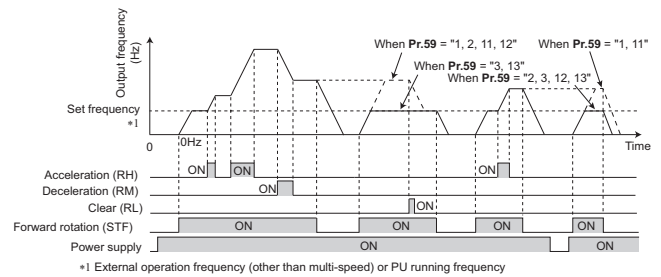 Output frequency
(Hz)
When Pr.59 = "1, 2, 11, 12"
When Pr.59 = "1, 11"
When Pr.59 = "3, 13"
When Pr.59 = "2, 3, 12, 13"
Set frequency
*1
0
0Hz
Time
Acceleration (RH)
ON
ON
ON
Deceleration (RM)
ON
Clear (RL)
ON
Forward rotation (STF)
ON
ON
ON
ON
Power supply
ON
ON
*1 External operation frequency (other than multi-speed) or PU running frequency